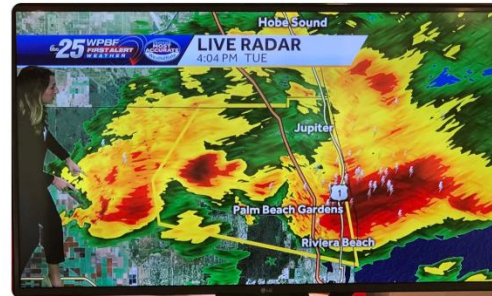 Hobe Sound
25 WPBF
FIRST ALERT
WEATHER
MOST
ACCURATE
LIVE RADAR
4:04 PM TUE
Jupiter
1
Palm Beach Gardens
Riviera Beach
LG